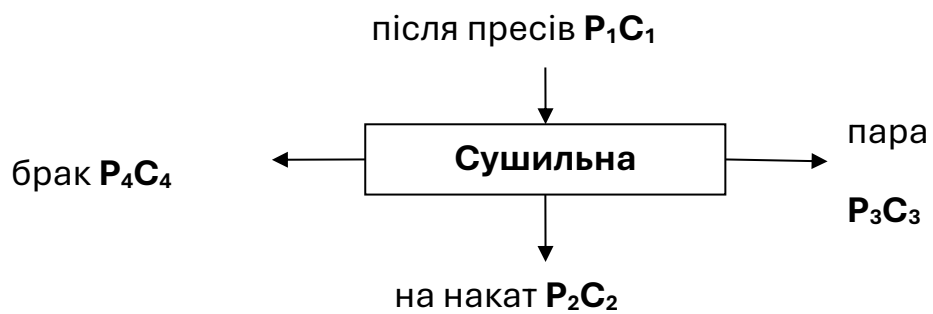 після пресів P₁C₁
Сушильна
пара
P₃C₃
брак P₄C₄
на накат P₂C₂